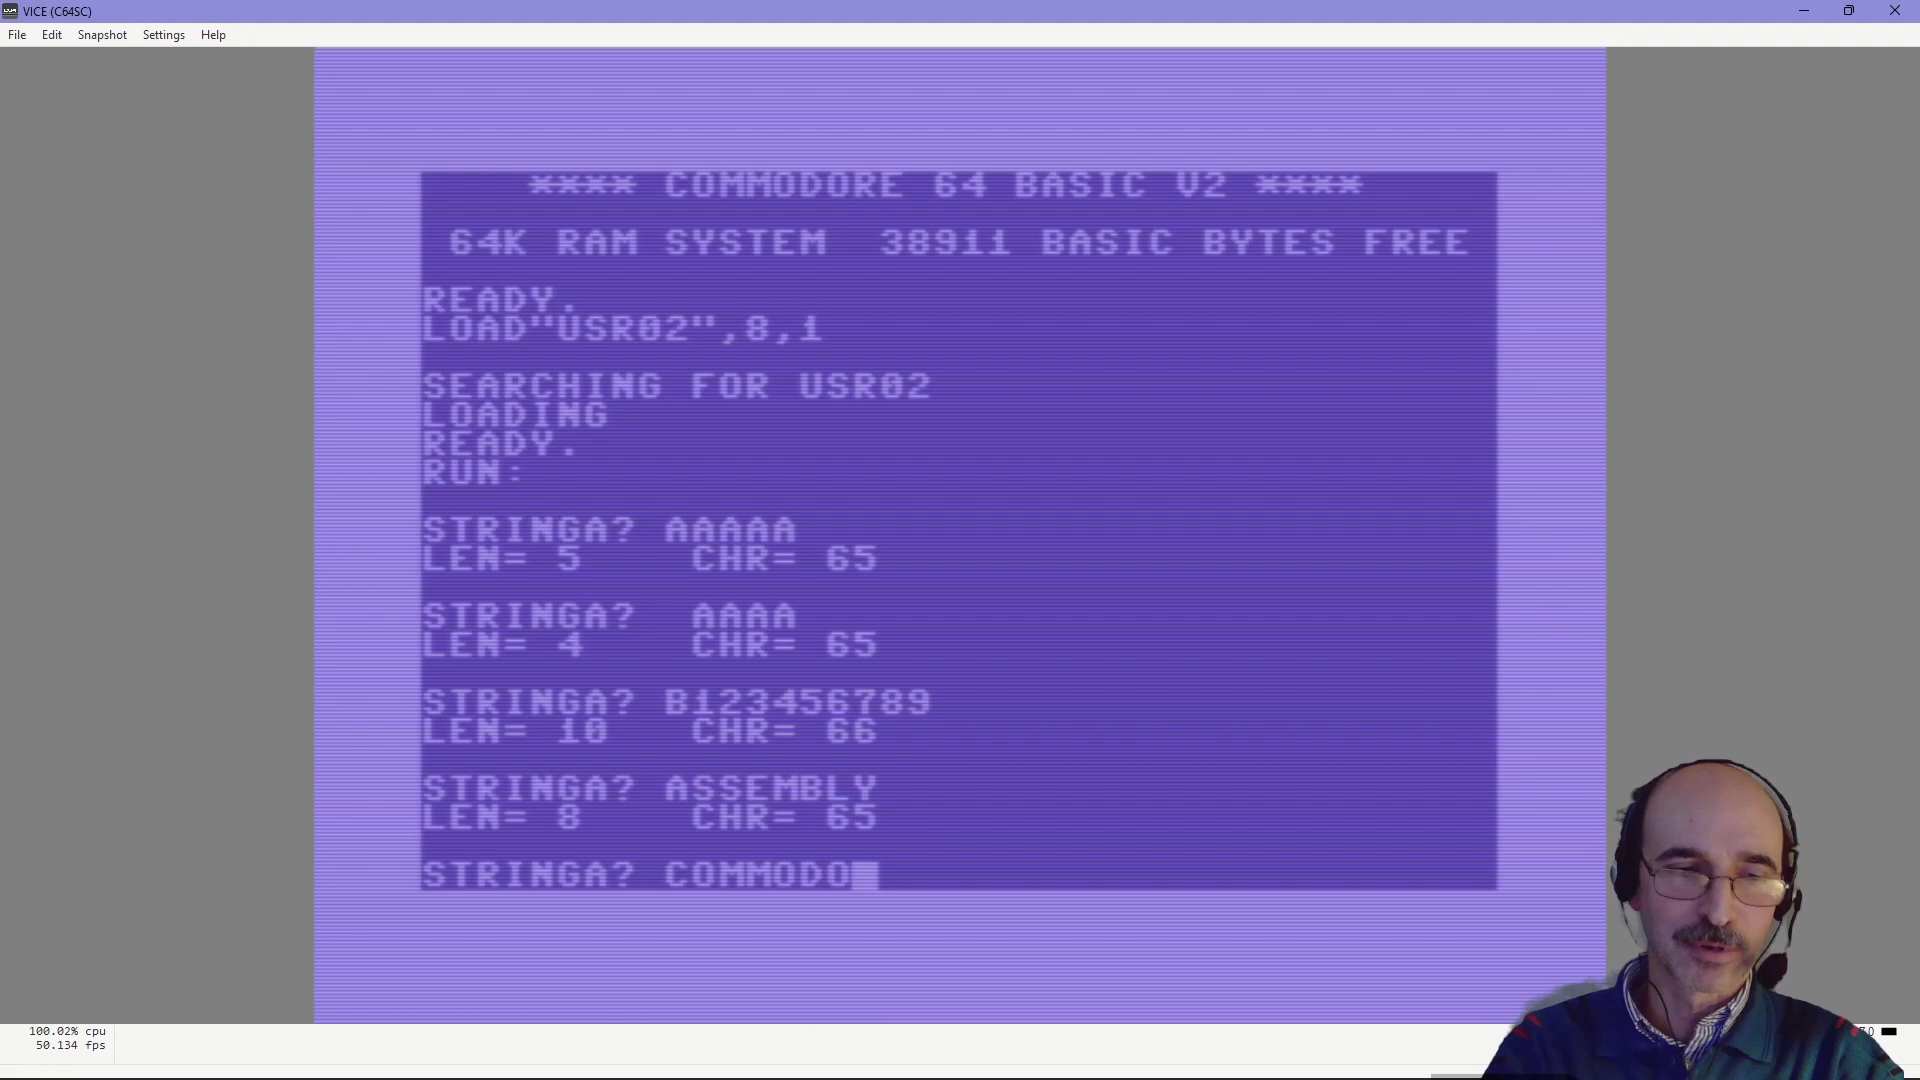 VICE (C64SC)
File Edit Snapshot Settings Help
**** COMMODORE 64 BASIC V2 ****
64K RAM SYSTEM 38911 BASIC BYTES FREE
READY.
LOAD"USR02",8,1
SEARCHING FOR USR02
LOADING
READY.
RUN:
STRINGA? AAAAA
LEN= 5 CHR= 65
STRINGA? AAAA
LEN= 4 CHR= 65
STRINGA? B123456789
LEN= 10 CHR= 66
STRINGA? ASSEMBLY
LEN= 8 CHR= 65
STRINGA? COMMODO
100.02% cpu
50.134 fps